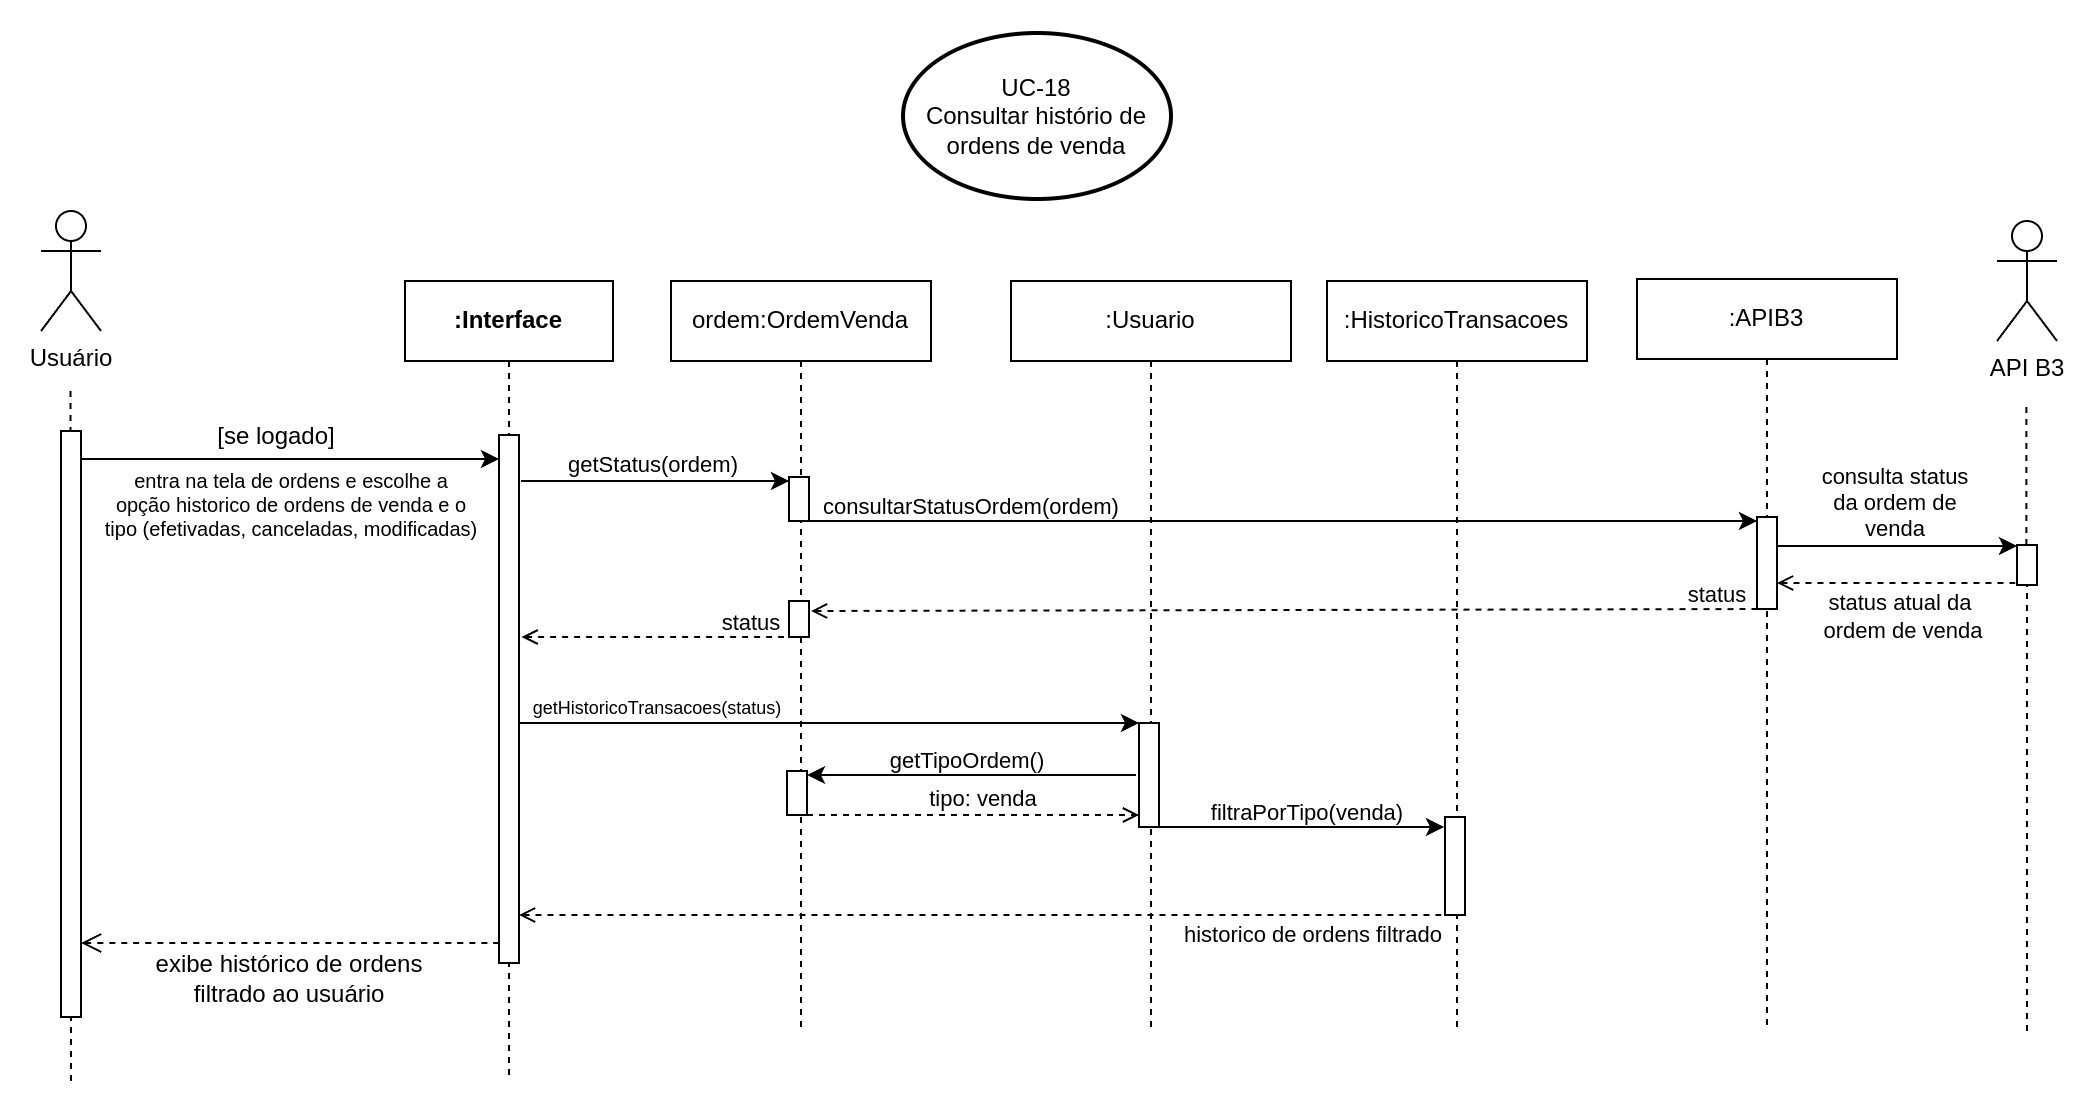 UC-18
Consultar histório de
ordens de venda
Usuário
:Interface
ordem:OrdemVenda
:Usuario
:HistoricoTransacoes
:APIB3
API B3
[se logado]
entra na tela de ordens e escolhe a
opção historico de ordens de venda e o
tipo (efetivadas, canceladas, modificadas)
getStatus(ordem)
consultarStatusOrdem(ordem)
consulta status
da ordem de
venda
status
status atual da
ordem de venda
status
getHistoricoTransacoes(status)
getTipoOrdem()
tipo: venda
filtraPorTipo(venda)
historico de ordens filtrado
exibe histórico de ordens
filtrado ao usuário